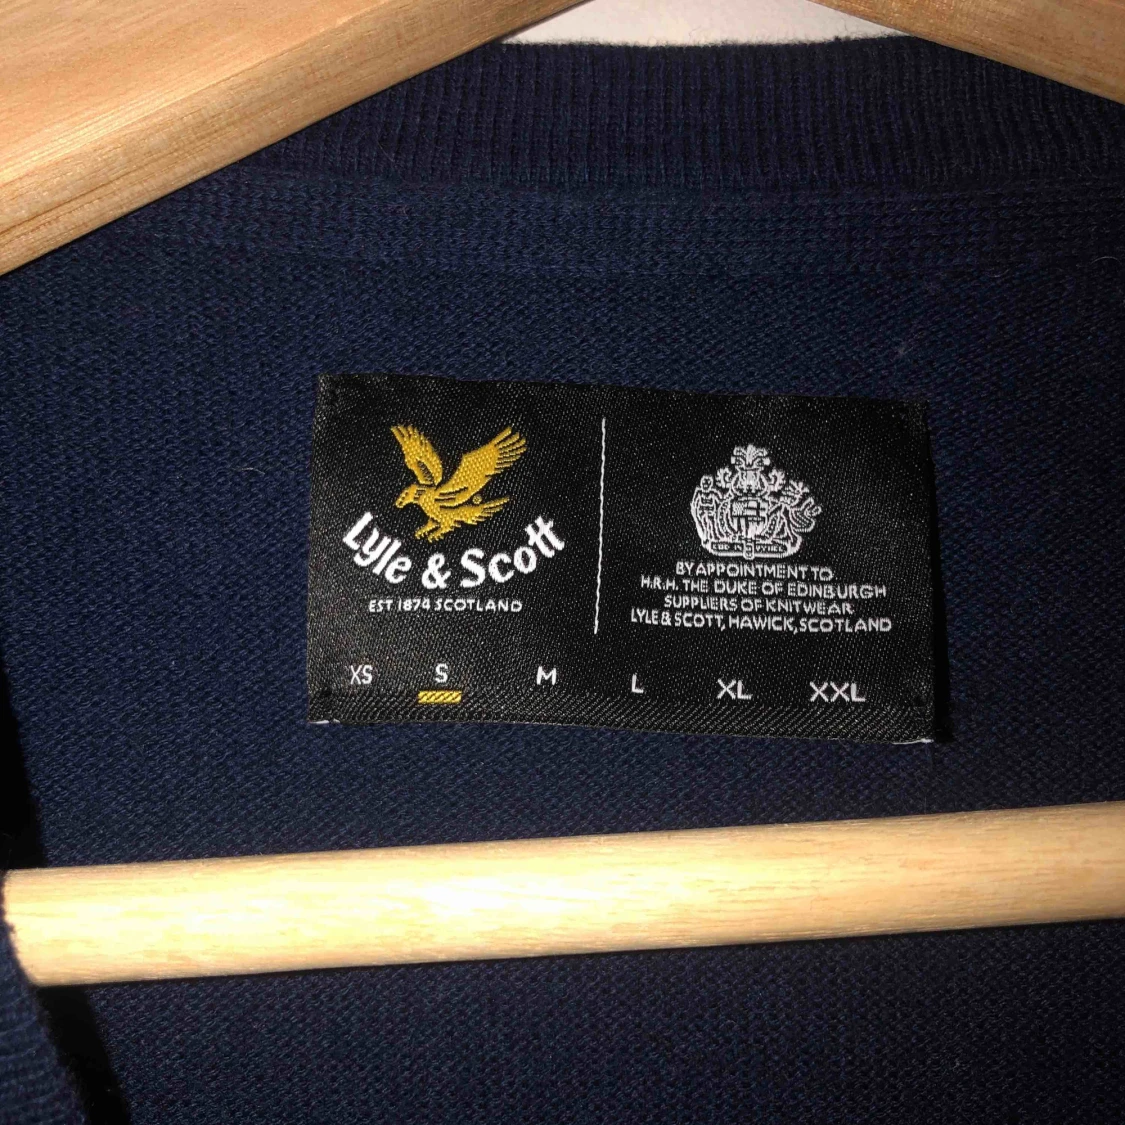 Lyle & Scott
EST 1874 SCOTLAND
BY APPOINTMENT TO
H.R.H. THE DUKE OF EDINBURGH
SUPPLIERS OF KNITWEAR
LYLE & SCOTT, HAWICK, SCOTLAND
XS S M L XL XXL